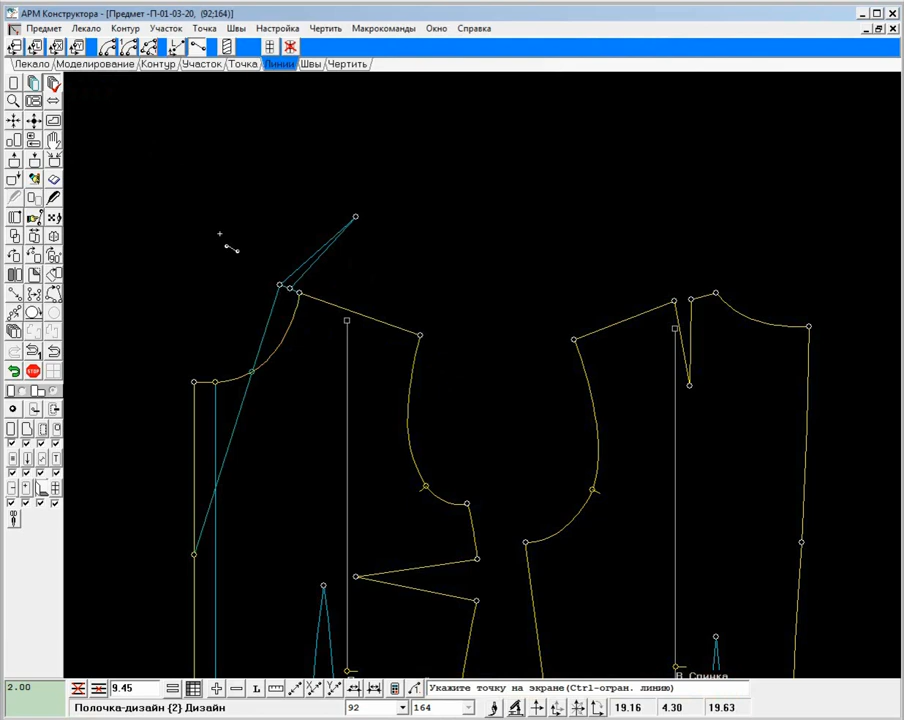 АРМ Конструктора - [Предмет -П-01-03-20, (92;164)]
Предмет Лекало Контур Участок Точка Швы Настройка Чертить Макрокоманды Окно Справка
Лекало Моделирование Контур Участок Точка Линии Швы Чертить
В Спинка
2.00 9.45 L Укажите точку на экране(Ctrl-огран. линию)
Полочка-дизайн {2} Дизайн 92 164 19.16 4.30 19.63